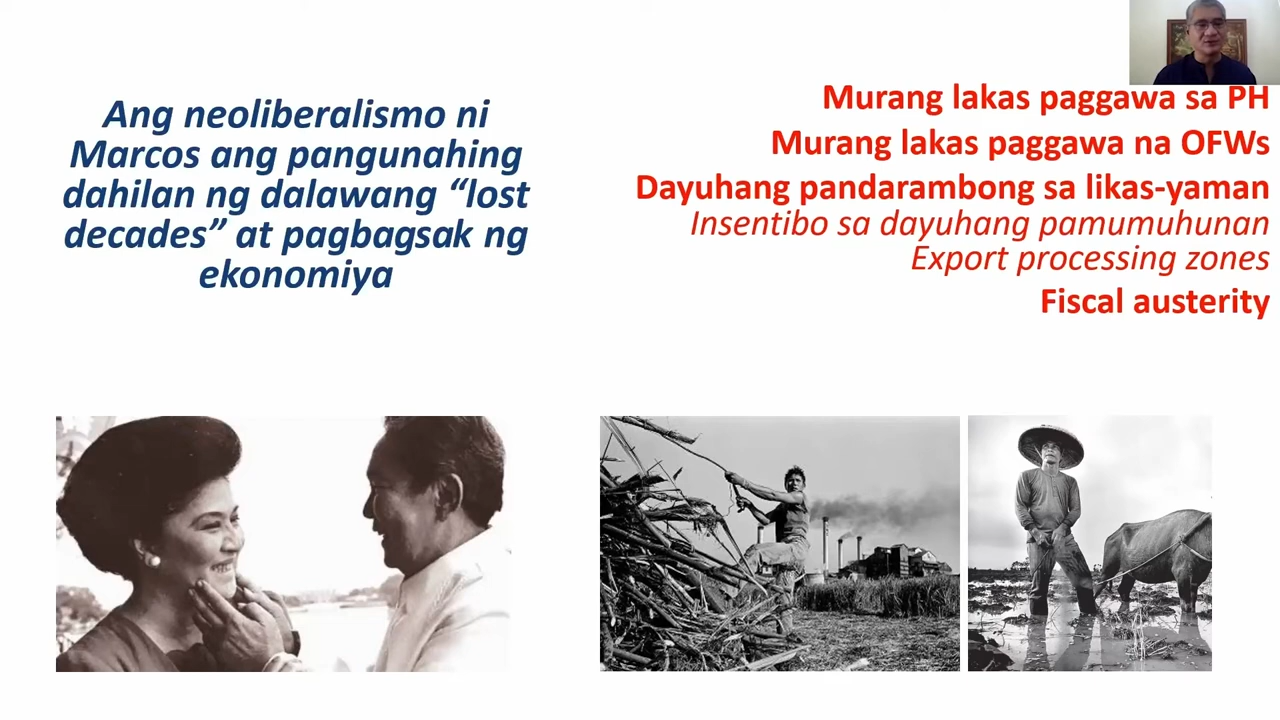 Ang neoliberalismo ni
Marcos ang pangunahing
dahilan ng dalawang “lost
decades” at pagbagsak ng
ekonomiya
Murang lakas paggawa sa PH
Murang lakas paggawa na OFWs
Dayuhang pandarambong sa likas-yaman
Insentibo sa dayuhang pamumuhunan
Export processing zones
Fiscal austerity